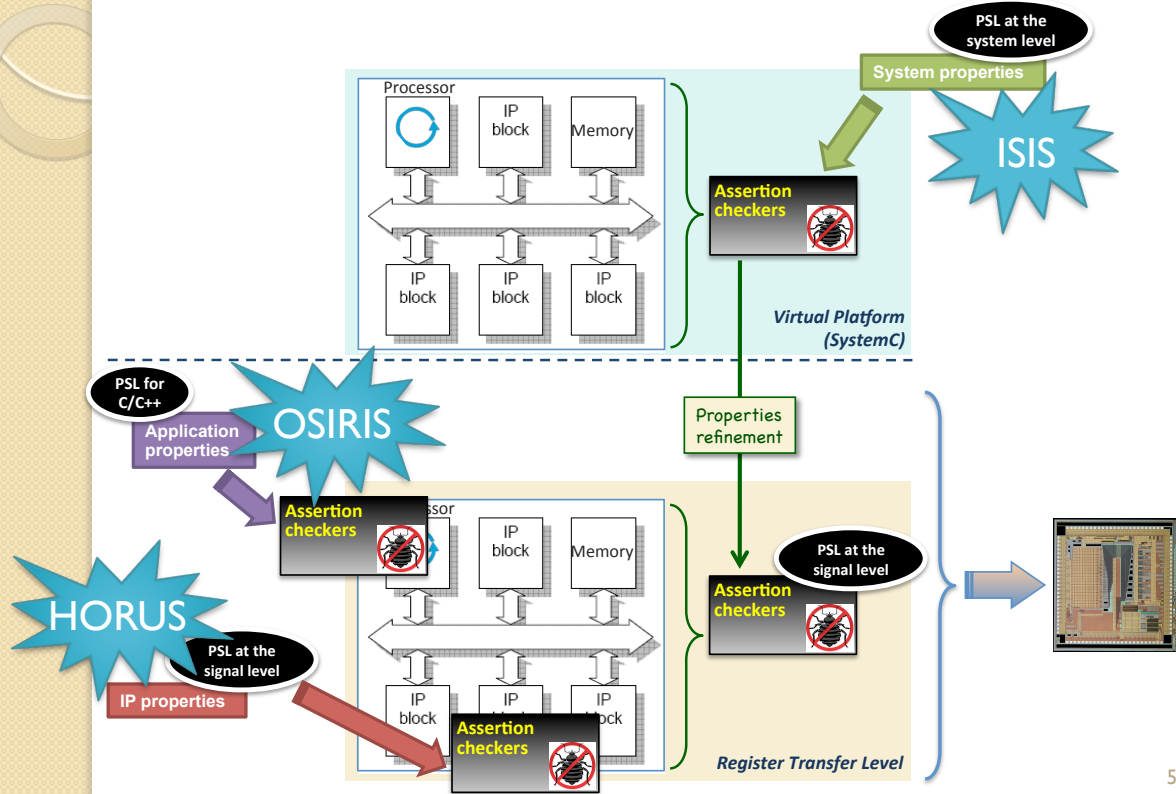 PSL at the
system level
System properties
ISIS
Processor
IP
block
Memory
Assertion
checkers
IP
block
IP
block
IP
block
Virtual Platform
(SystemC)
PSL for
C/C++
Application
properties
OSIRIS
Properties
refinement
Assertion
checkers
ssor
IP
block
Memory
PSL at the
signal level
Assertion
checkers
HORUS
PSL at the
signal level
IP properties
IP
block
IP
IP
ock
Assertion
checkers
Register Transfer Level
5